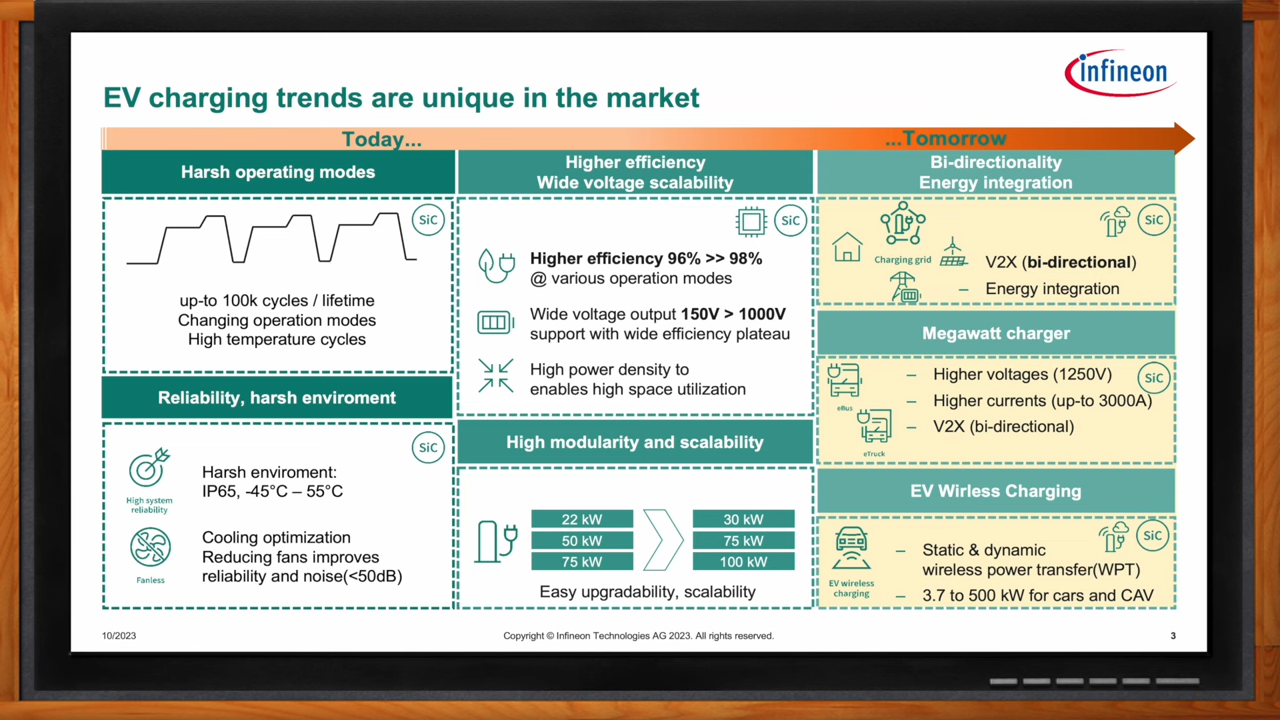 infineon
EV charging trends are unique in the market
Today...
...Tomorrow
Harsh operating modes
SiC
up-to 100k cycles / lifetime
Changing operation modes
High temperature cycles
Reliability, harsh enviroment
SiC
High system
reliability
Harsh enviroment:
IP65, -45°C – 55°C
Fanless
Cooling optimization
Reducing fans improves
reliability and noise(<50dB)
Higher efficiency
Wide voltage scalability
SiC
Higher efficiency 96% >> 98%
@ various operation modes
Wide voltage output 150V > 1000V
support with wide efficiency plateau
High power density to
enables high space utilization
High modularity and scalability
22 kW 30 kW
50 kW 75 kW
75 kW 100 kW
Easy upgradability, scalability
Bi-directionality
Energy integration
SiC
Charging grid
V2X (bi-directional)
– Energy integration
Megawatt charger
SiC
eBus
eTruck
– Higher voltages (1250V)
– Higher currents (up-to 3000A)
– V2X (bi-directional)
EV Wirless Charging
SiC
EV wireless
charging
– Static & dynamic
wireless power transfer(WPT)
– 3.7 to 500 kW for cars and CAV
10/2023
Copyright © Infineon Technologies AG 2023. All rights reserved.
3